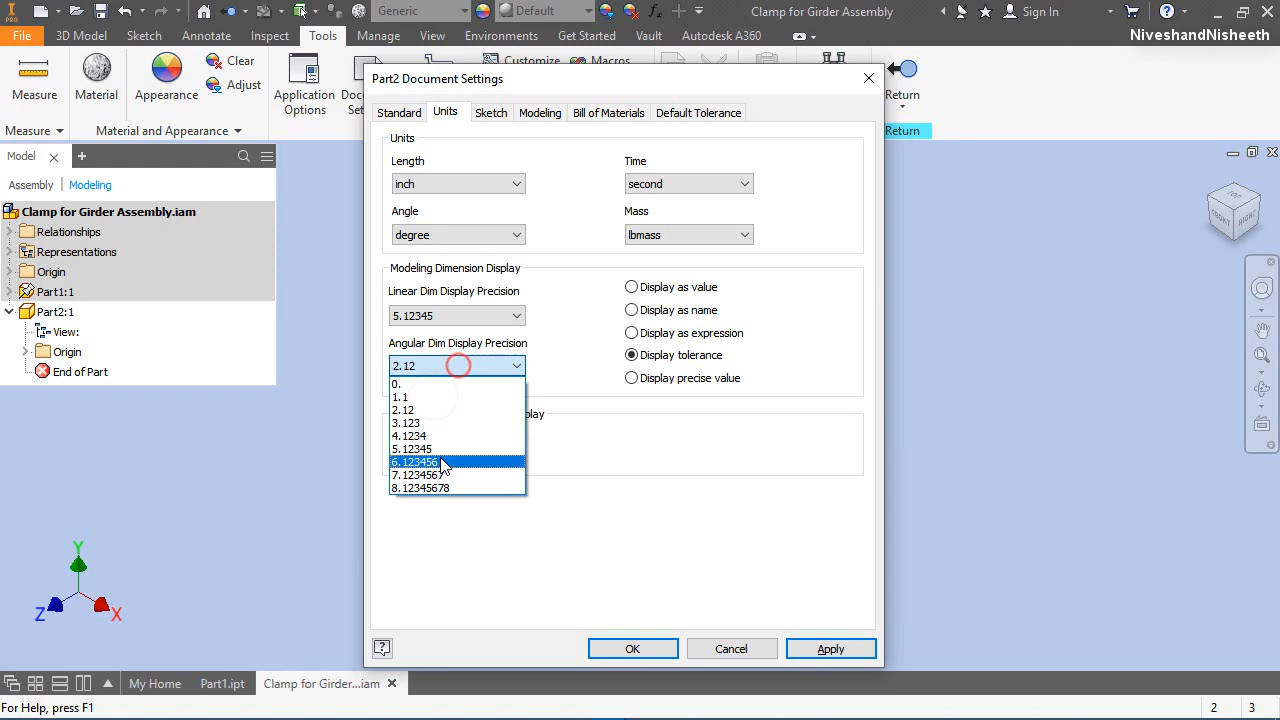 PRO
Generic
Default
Clamp for Girder Assembly
Sign In
File
3D Model
Sketch
Annotate
Inspect
Tools
Manage
View
Environments
Get Started
Vault
Autodesk A360
NiveshandNisheeth
Measure
Material
Appearance
Clear
Adjust
Application
Options
Customize
Macros
Return
Measure
Material and Appearance
Return
Part2 Document Settings
Standard
Units
Sketch
Modeling
Bill of Materials
Default Tolerance
Units
Length
inch
Time
second
Angle
degree
Mass
lbmass
Modeling Dimension Display
Linear Dim Display Precision
5.12345
Angular Dim Display Precision
2.12
0.
1.1
2.12
3.123
4.1234
5.12345
6.123456
7.1234567
8.12345678
Display as value
Display as name
Display as expression
Display tolerance
Display precise value
OK
Cancel
Apply
Model
Assembly
Modeling
Clamp for Girder Assembly.iam
Relationships
Representations
Origin
Part1:1
Part2:1
View:
Origin
End of Part
TOP
FRONT
RIGHT
Y
Z
X
My Home
Part1.ipt
Clamp for Girder...iam
For Help, press F1
2
3